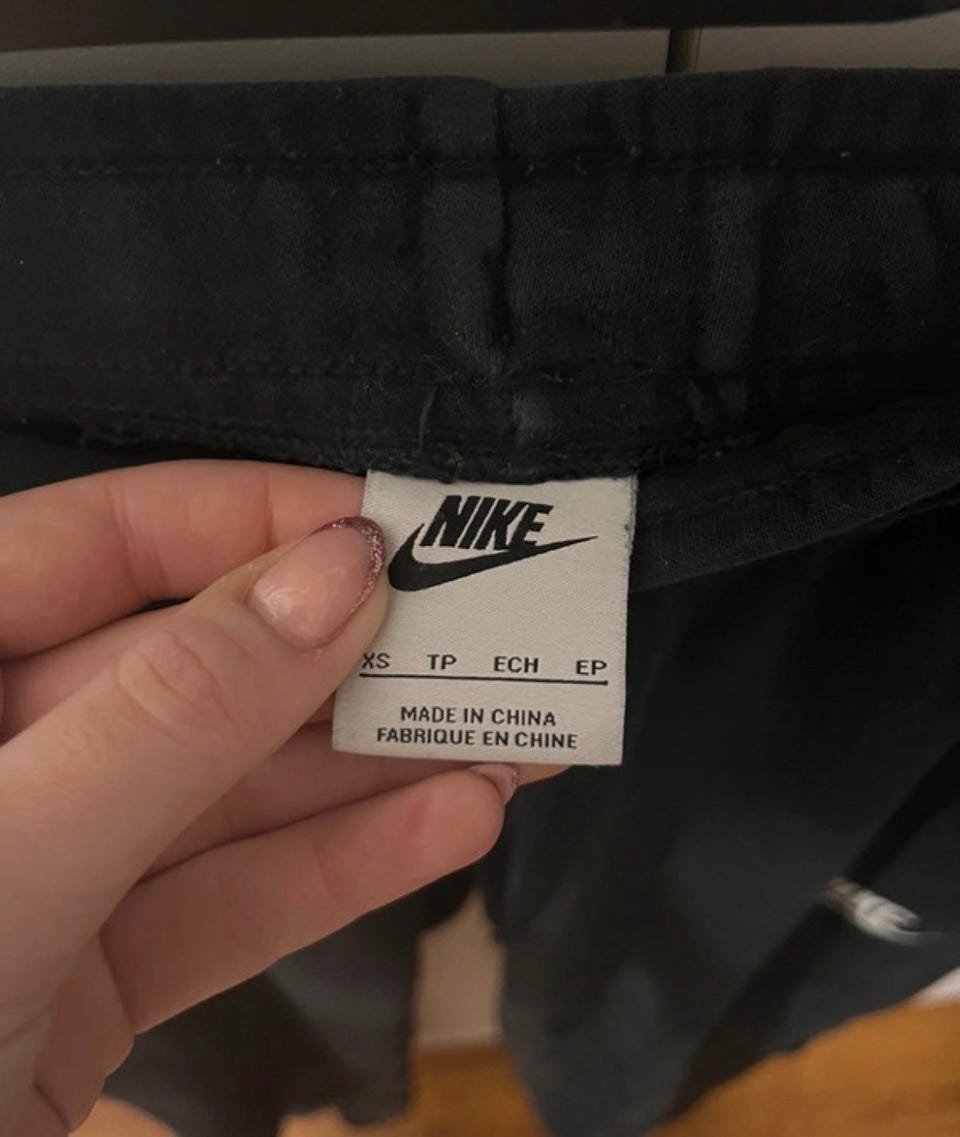 NIKE
XS TP ECH EP
MADE IN CHINA
FABRIQUE EN CHINE